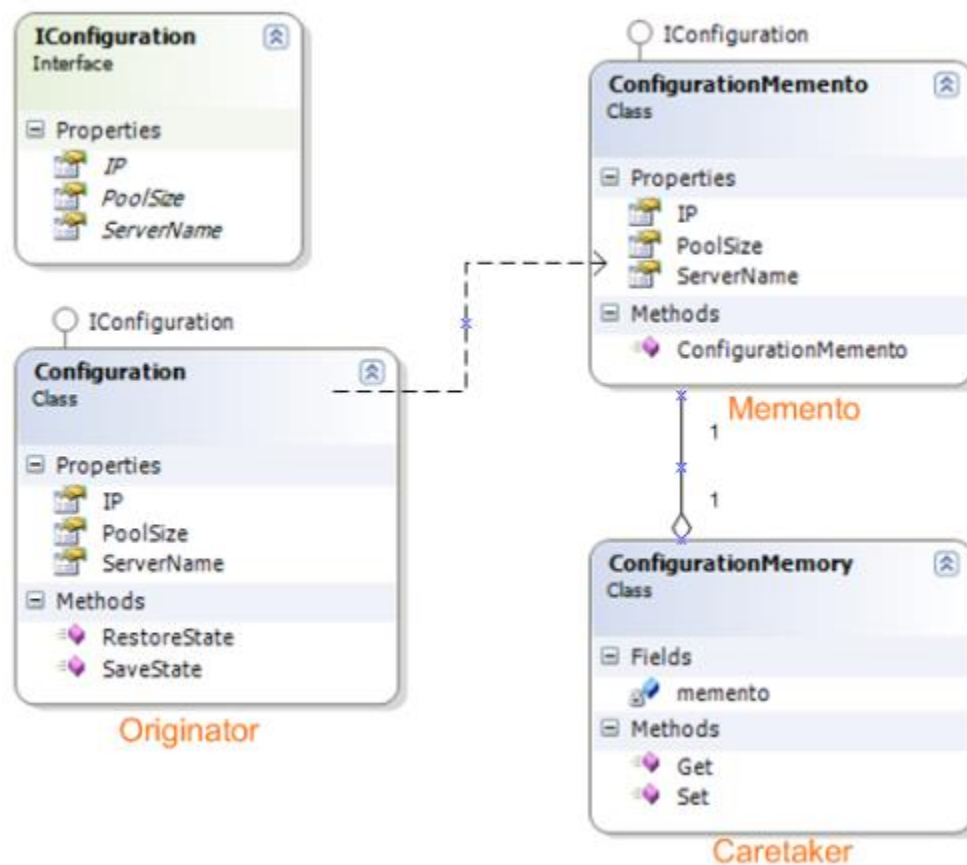 IConfiguration
Interface
Properties
IP
PoolSize
ServerName
IConfiguration
Configuration
Class
Properties
IP
PoolSize
ServerName
Methods
RestoreState
SaveState
Originator
IConfiguration
ConfigurationMemento
Class
Properties
IP
PoolSize
ServerName
Methods
ConfigurationMemento
Memento
1
1
ConfigurationMemory
Class
Fields
memento
Methods
Get
Set
Caretaker